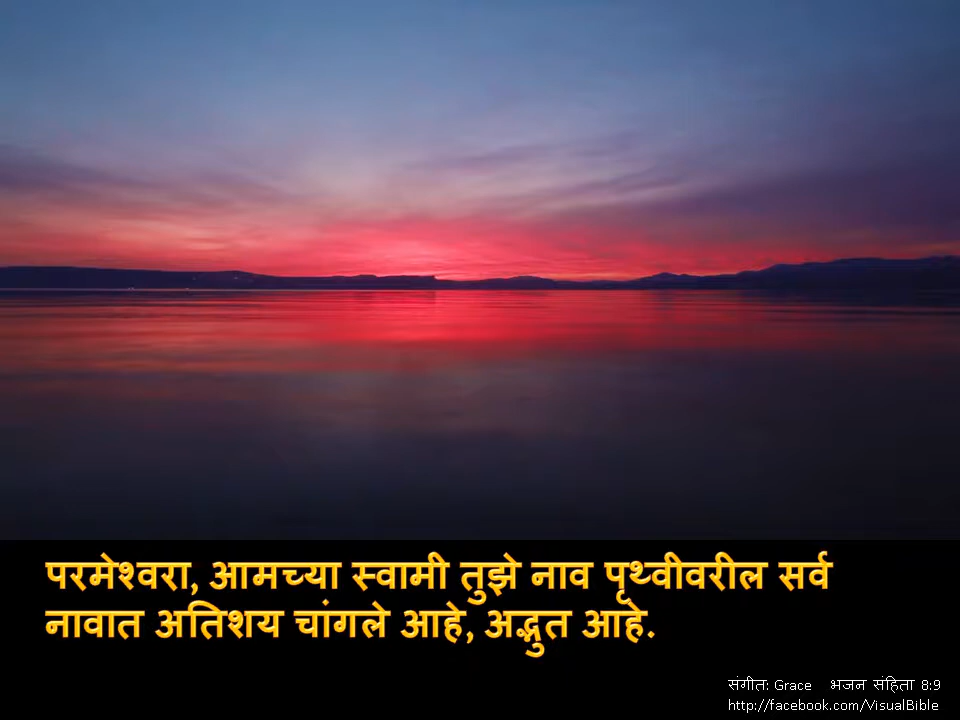 परमेश्वरा, आमच्या स्वामी तुझे नाव पृथ्वीवरील सर्व
नावात अतिशय चांगले आहे, अद्भुत आहे.
संगीत: Grace भजन संहिता 8:9
http://facebook.com/VisualBible